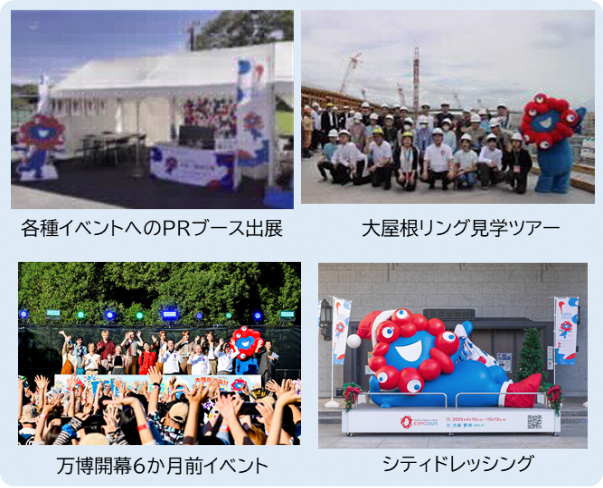 各種イベントへのPRブース出展
大屋根リング見学ツアー
EXPO2025
万博開幕6か月前イベント
シティドレッシング